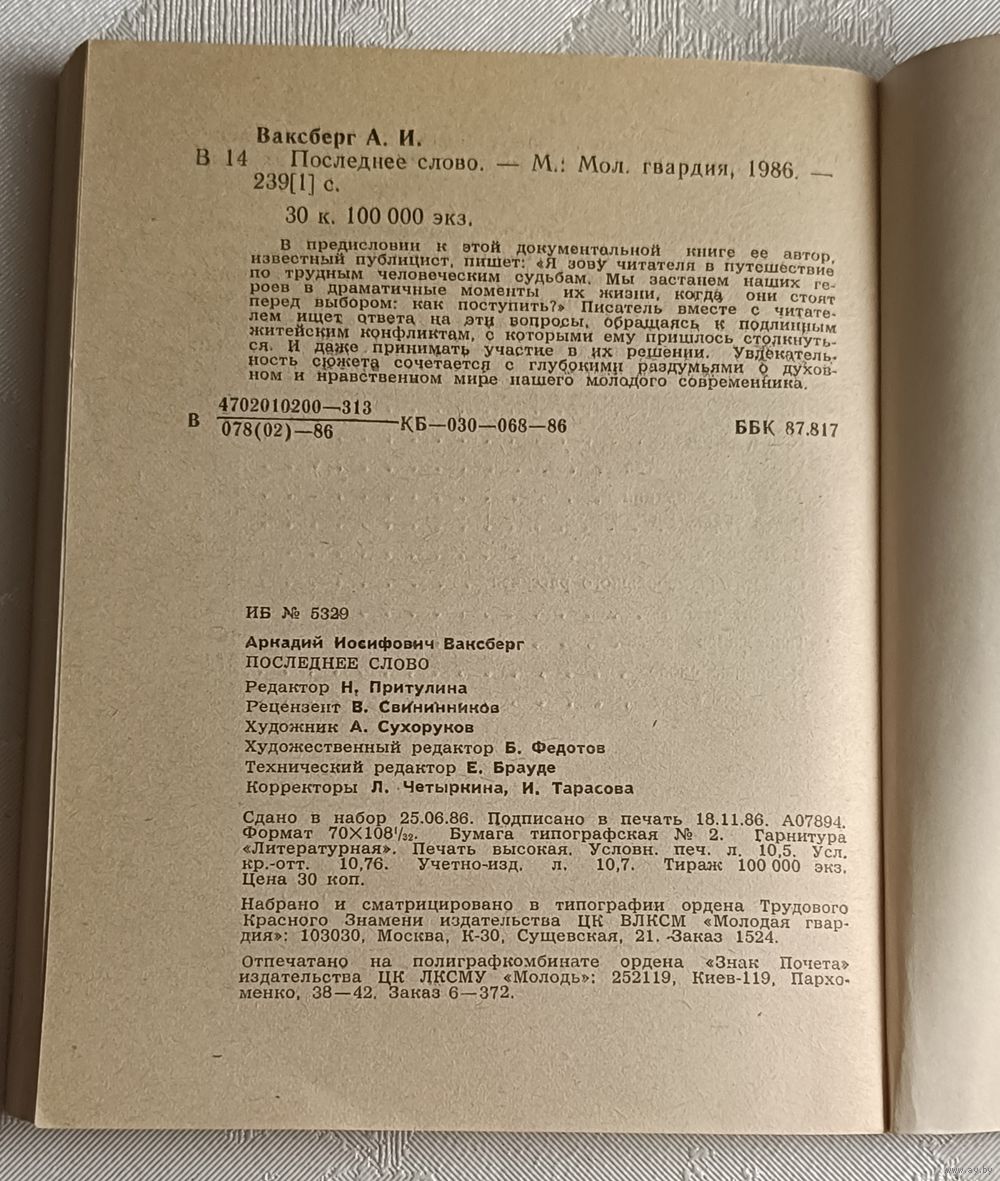 Ваксберг А. И.
В 14 Последнее слово. — М.: Мол. гвардия, 1986. —
239[1] с.
30 к. 100 000 экз.
В предисловии к этой документальной книге ее автор,
известный публицист, пишет: «Я зову читателя в путешествие
по трудным человеческим судьбам. Мы застанем наших ге-
роев в драматичные моменты их жизни, когда они стоят
перед выбором: как поступить?» Писатель вместе с читате-
лем ищет ответа на эти вопросы, обращаясь к подлинным
житейским конфликтам, с которыми ему пришлось столкнуть-
ся. И даже принимать участие в их решении. Увлекатель-
ность сюжета сочетается с глубокими раздумьями о духов-
ном и нравственном мире нашего молодого современника.
В 4702010200—313
078(02)—86 —КБ—030—068—86 ББК 87.817
ИБ № 5329
Аркадий Иосифович Ваксберг
ПОСЛЕДНЕЕ СЛОВО
Редактор Н. Притулина
Рецензент В. Свининников
Художник А. Сухоруков
Художественный редактор Б. Федотов
Технический редактор Е. Брауде
Корректоры Л. Четыркина, И. Тарасова
Сдано в набор 25.06.86. Подписано в печать 18.11.86. А07894.
Формат 70×108 1/32. Бумага типографская № 2. Гарнитура
«Литературная». Печать высокая. Условн. печ. л. 10,5. Усл.
кр.-отт. 10,76. Учетно-изд. л. 10,7. Тираж 100 000 экз.
Цена 30 коп.
Набрано и сматрицировано в типографии ордена Трудового
Красного Знамени издательства ЦК ВЛКСМ «Молодая гвар-
дия»: 103030, Москва, К-30, Сущевская, 21. Заказ 1524.
Отпечатано на полиграфкомбинате ордена «Знак Почета»
издательства ЦК ЛКСМУ «Молодь»: 252119, Киев-119, Пархо-
менко, 38—42. Заказ 6—372.
www.ay.by